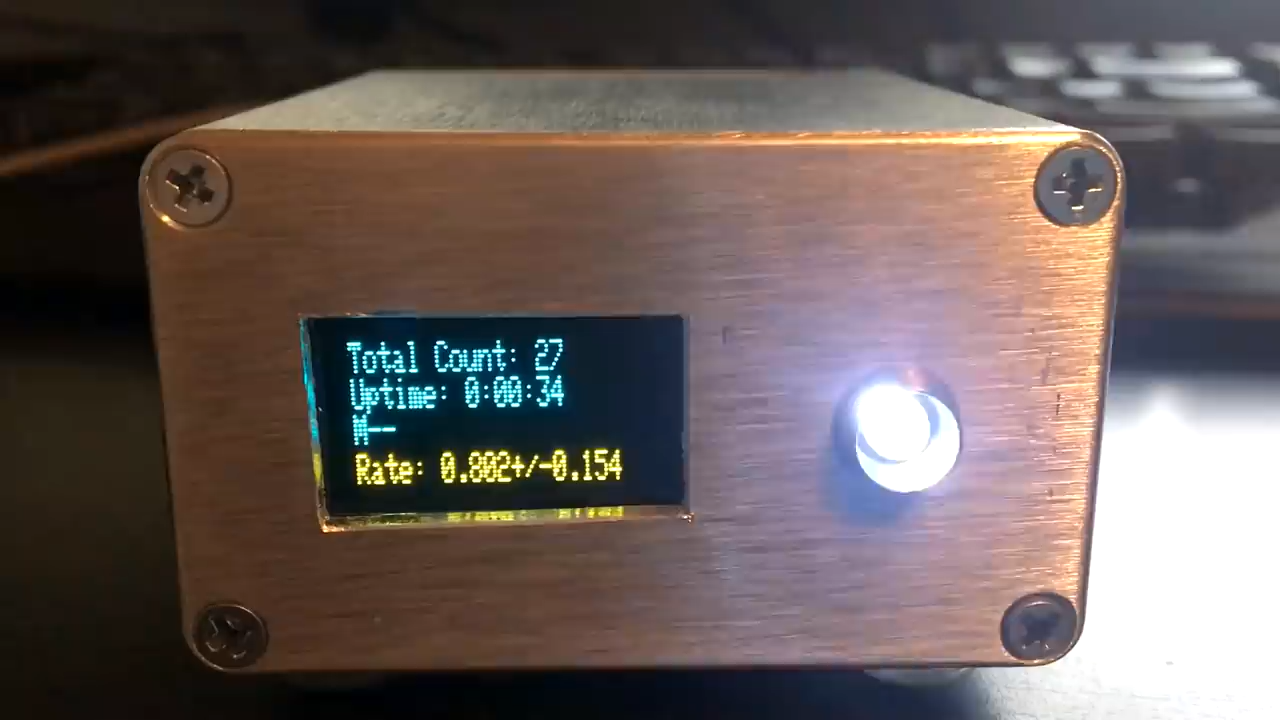 Total Count: 27
Uptime: 0:00:34
M--
Rate: 0.802+/-0.154